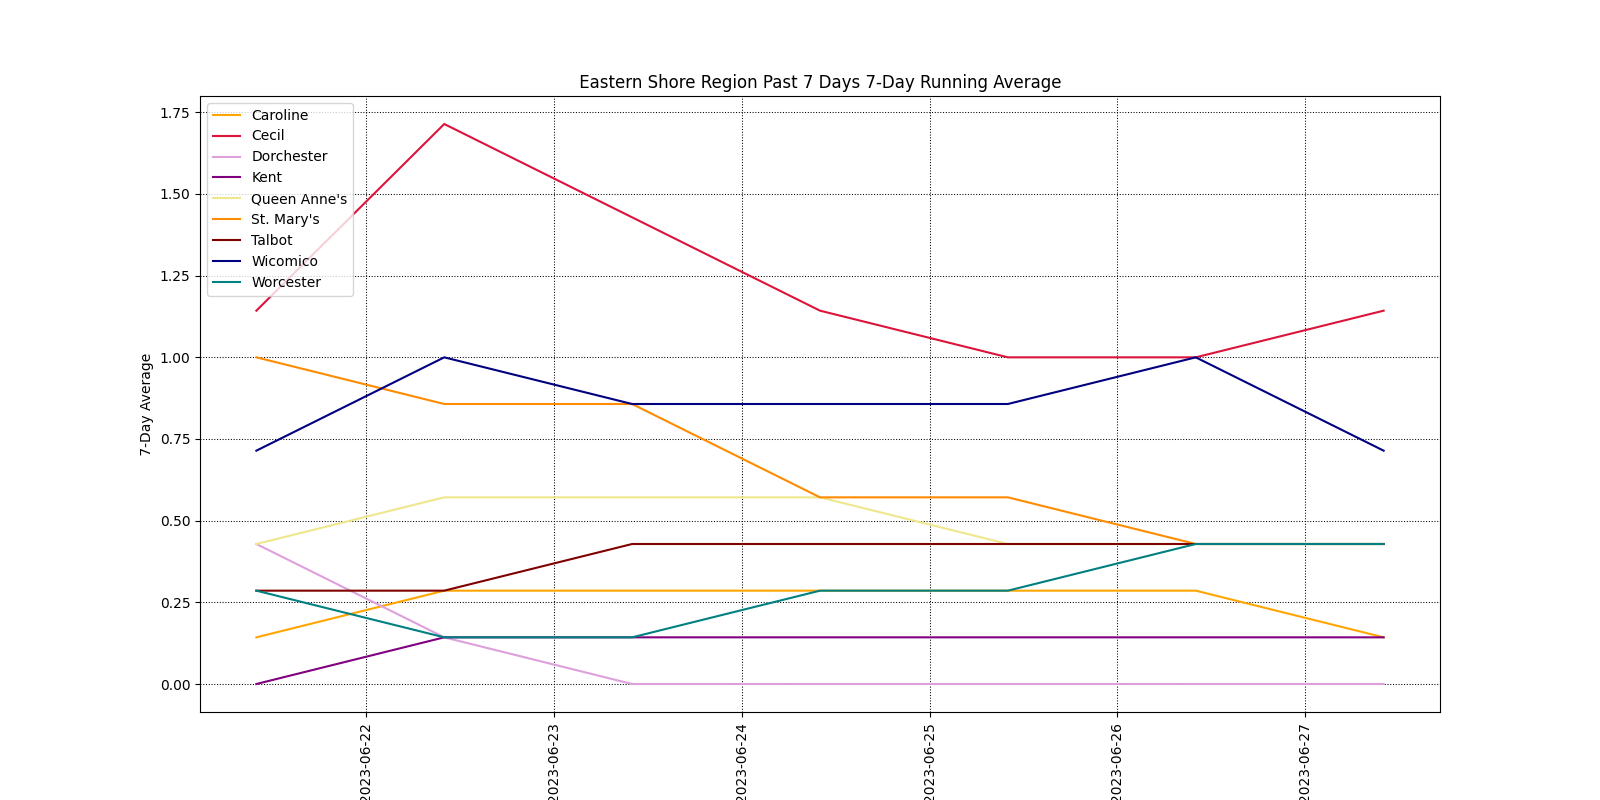 Eastern Shore Region Past 7 Days 7-Day Running Average
Caroline
Cecil
Dorchester
Kent
Queen Anne's
St. Mary's
Talbot
Wicomico
Worcester
7-Day Average
1.75
1.50
1.25
1.00
0.75
0.50
0.25
0.00
2023-06-22
2023-06-23
2023-06-24
2023-06-25
2023-06-26
2023-06-27